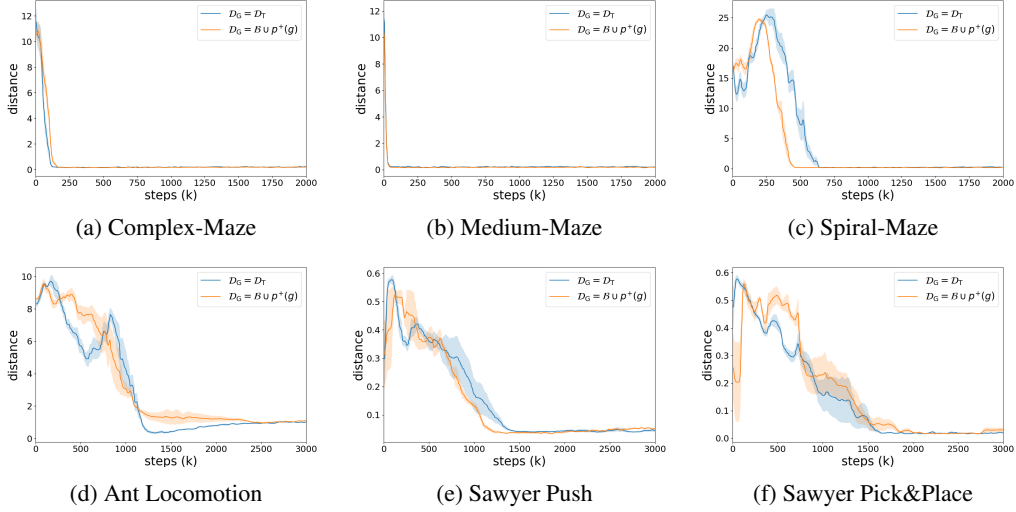 12
10
8
6
4
2
0
distance
0 250 500 750 1000 1250 1500 1750 2000
steps (k)
𝒟_G = 𝒟_T
𝒟_G = ℬ ∪ p⁺(g)
(a) Complex-Maze
12
10
8
6
4
2
0
distance
0 250 500 750 1000 1250 1500 1750 2000
steps (k)
𝒟_G = 𝒟_T
𝒟_G = ℬ ∪ p⁺(g)
(b) Medium-Maze
25
20
15
10
5
0
distance
0 250 500 750 1000 1250 1500 1750 2000
steps (k)
𝒟_G = 𝒟_T
𝒟_G = ℬ ∪ p⁺(g)
(c) Spiral-Maze
10
8
6
4
2
0
distance
0 500 1000 1500 2000 2500 3000
steps (k)
𝒟_G = 𝒟_T
𝒟_G = ℬ ∪ p⁺(g)
(d) Ant Locomotion
0.6
0.5
0.4
0.3
0.2
0.1
distance
0 500 1000 1500 2000 2500 3000
steps (k)
𝒟_G = 𝒟_T
𝒟_G = ℬ ∪ p⁺(g)
(e) Sawyer Push
0.6
0.5
0.4
0.3
0.2
0.1
0.0
distance
0 500 1000 1500 2000 2500 3000
steps (k)
𝒟_G = 𝒟_T
𝒟_G = ℬ ∪ p⁺(g)
(f) Sawyer Pick&Place